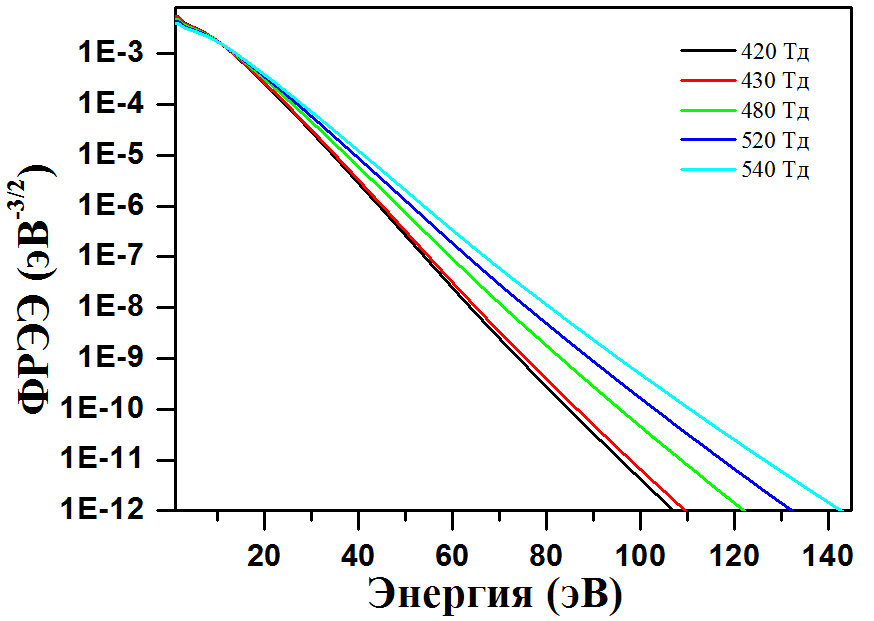 ФРЭЭ (эВ-3/2)
1E-3
1E-4
1E-5
1E-6
1E-7
1E-8
1E-9
1E-10
1E-11
1E-12
420 Тд
430 Тд
480 Тд
520 Тд
540 Тд
20 40 60 80 100 120 140
Энергия (эВ)